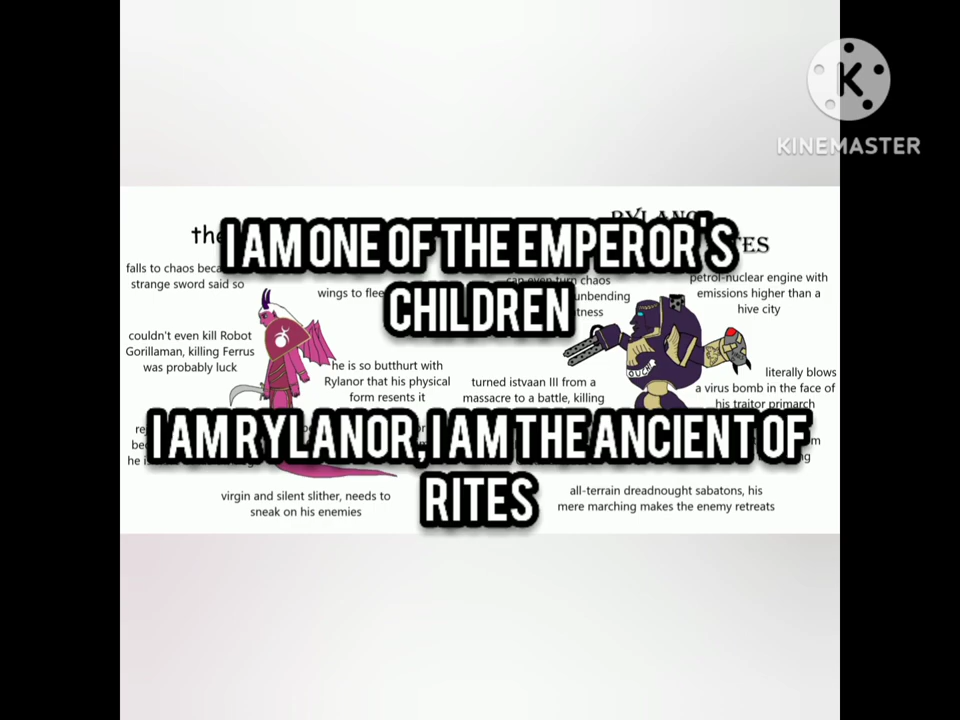 KINEMASTER
I AM ONE OF THE EMPEROR'S
CHILDREN
I AM RYLANOR, I AM THE ANCIENT OF
RITES
the
falls to chaos
strange sword said so
wings to flee
couldn't even kill Robot
Gorillaman, killing Ferrus
was probably luck
he is so butthurt with
Rylanor that his physical
form resents it
virgin and silent slither, needs to
sneak on his enemies
can even turn chaos
unbending
petrol-nuclear engine with
emissions higher than a
hive city
turned istvaan III from a
massacre to a battle, killing
literally blows
a virus bomb in the face of
his traitor primarch
all-terrain dreadnought sabatons, his
mere marching makes the enemy retreats